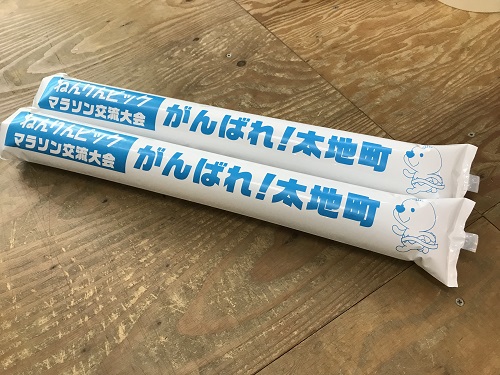 ねんりんピック
マラソン交流大会
がんばれ！太地町
ねんりんピック
マラソン交流大会
がんばれ！太地町